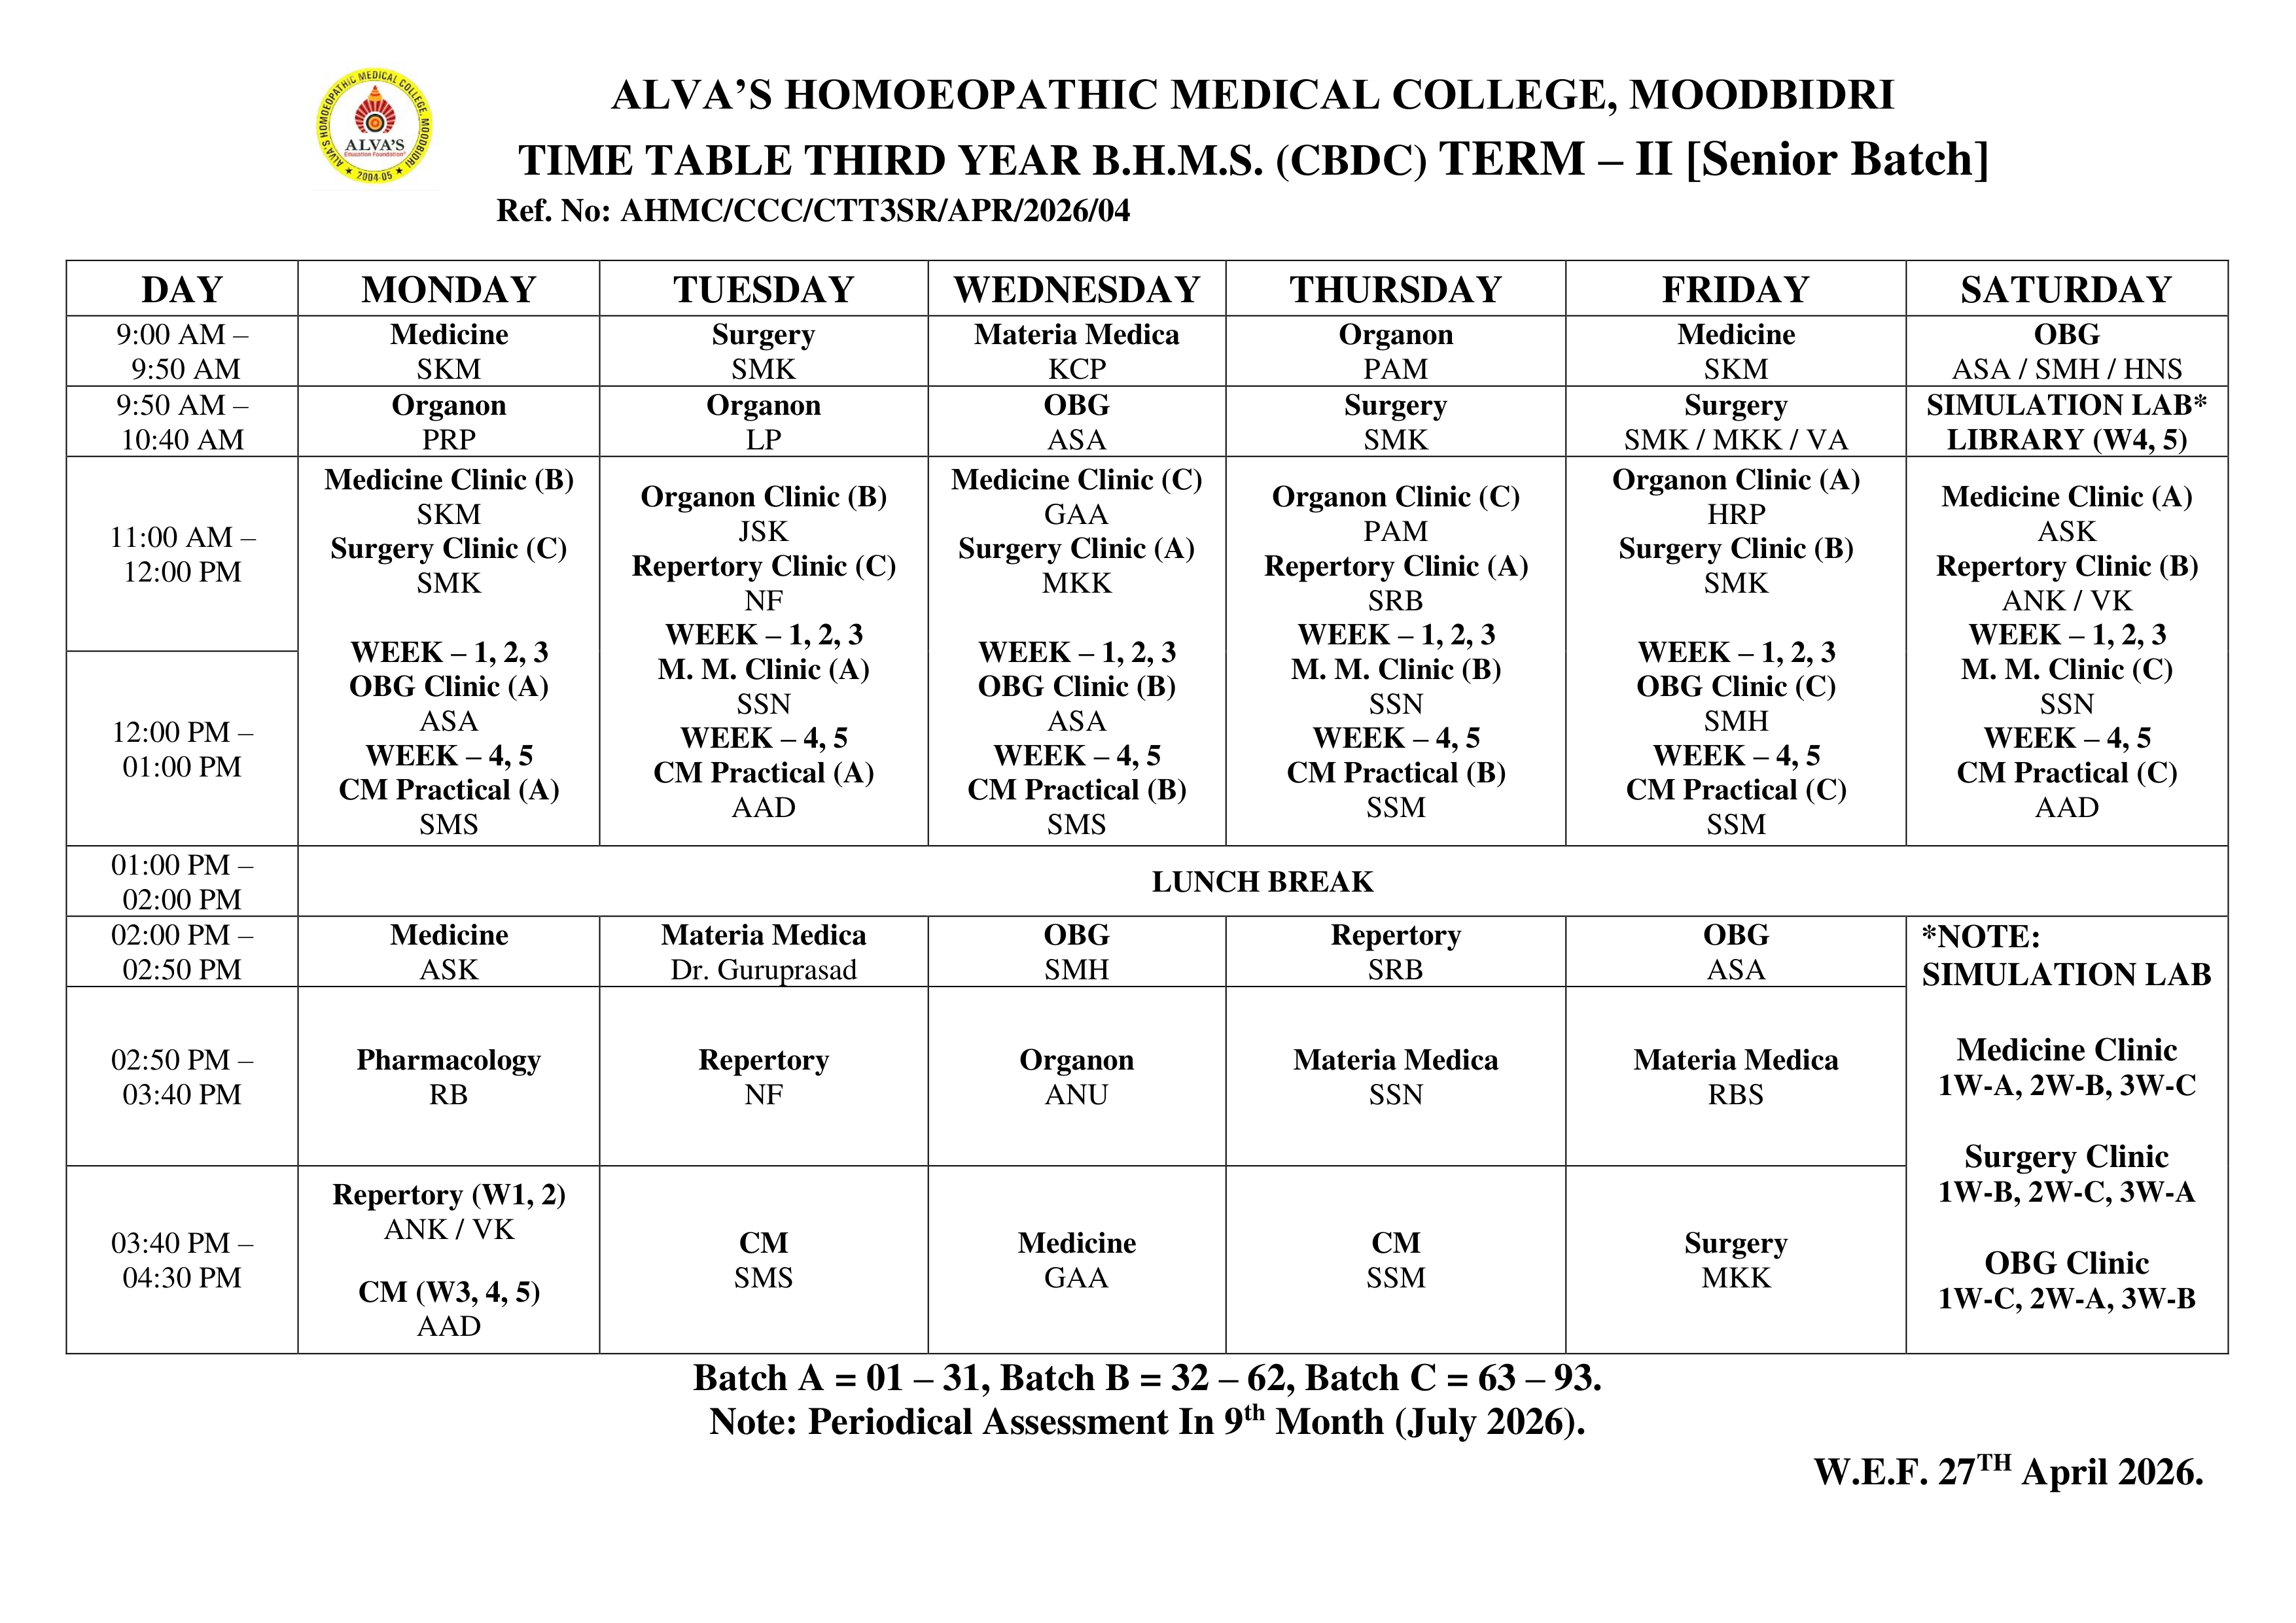 ALVA'S HOMOEOPATHIC MEDICAL COLLEGE, MOODBIDRI
ALVA'S
Education Foundation®
★ 2004-05 ★
ALVA’S HOMOEOPATHIC MEDICAL COLLEGE, MOODBIDRI
TIME TABLE THIRD YEAR B.H.M.S. (CBDC) TERM – II [Senior Batch]
Ref. No: AHMC/CCC/CTT3SR/APR/2026/04
DAY MONDAY TUESDAY WEDNESDAY THURSDAY FRIDAY SATURDAY
9:00 AM –
9:50 AM
Medicine
SKM
Surgery
SMK
Materia Medica
KCP
Organon
PAM
Medicine
SKM
OBG
ASA / SMH / HNS
9:50 AM –
10:40 AM
Organon
PRP
Organon
LP
OBG
ASA
Surgery
SMK
Surgery
SMK / MKK / VA
SIMULATION LAB*
LIBRARY (W4, 5)
11:00 AM –
12:00 PM
12:00 PM –
01:00 PM
Medicine Clinic (B)
SKM
Surgery Clinic (C)
SMK
WEEK – 1, 2, 3
OBG Clinic (A)
ASA
WEEK – 4, 5
CM Practical (A)
SMS
Organon Clinic (B)
JSK
Repertory Clinic (C)
NF
WEEK – 1, 2, 3
M. M. Clinic (A)
SSN
WEEK – 4, 5
CM Practical (A)
AAD
Medicine Clinic (C)
GAA
Surgery Clinic (A)
MKK
WEEK – 1, 2, 3
OBG Clinic (B)
ASA
WEEK – 4, 5
CM Practical (B)
SMS
Organon Clinic (C)
PAM
Repertory Clinic (A)
SRB
WEEK – 1, 2, 3
M. M. Clinic (B)
SSN
WEEK – 4, 5
CM Practical (B)
SSM
Organon Clinic (A)
HRP
Surgery Clinic (B)
SMK
WEEK – 1, 2, 3
OBG Clinic (C)
SMH
WEEK – 4, 5
CM Practical (C)
SSM
Medicine Clinic (A)
ASK
Repertory Clinic (B)
ANK / VK
WEEK – 1, 2, 3
M. M. Clinic (C)
SSN
WEEK – 4, 5
CM Practical (C)
AAD
01:00 PM –
02:00 PM
LUNCH BREAK
02:00 PM –
02:50 PM
Medicine
ASK
Materia Medica
Dr. Guruprasad
OBG
SMH
Repertory
SRB
OBG
ASA
02:50 PM –
03:40 PM
Pharmacology
RB
Repertory
NF
Organon
ANU
Materia Medica
SSN
Materia Medica
RBS
03:40 PM –
04:30 PM
Repertory (W1, 2)
ANK / VK
CM (W3, 4, 5)
AAD
CM
SMS
Medicine
GAA
CM
SSM
Surgery
MKK
*NOTE:
SIMULATION LAB
Medicine Clinic
1W-A, 2W-B, 3W-C
Surgery Clinic
1W-B, 2W-C, 3W-A
OBG Clinic
1W-C, 2W-A, 3W-B
Batch A = 01 – 31, Batch B = 32 – 62, Batch C = 63 – 93.
Note: Periodical Assessment In 9th Month (July 2026).
W.E.F. 27TH April 2026.